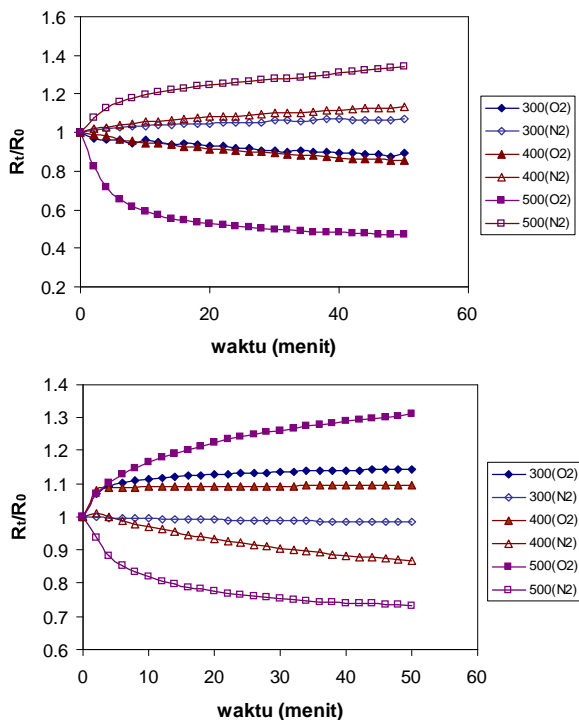 1.6
1.4
1.2
1
0.8
0.6
0.4
0.2
Rt/R0
0 20 40 60
waktu (menit)
300(O2)
300(N2)
400(O2)
400(N2)
500(O2)
500(N2)
1.4
1.3
1.2
1.1
1
0.9
0.8
0.7
0.6
Rt/R0
0 10 20 30 40 50 60
waktu (menit)
300(O2)
300(N2)
400(O2)
400(N2)
500(O2)
500(N2)